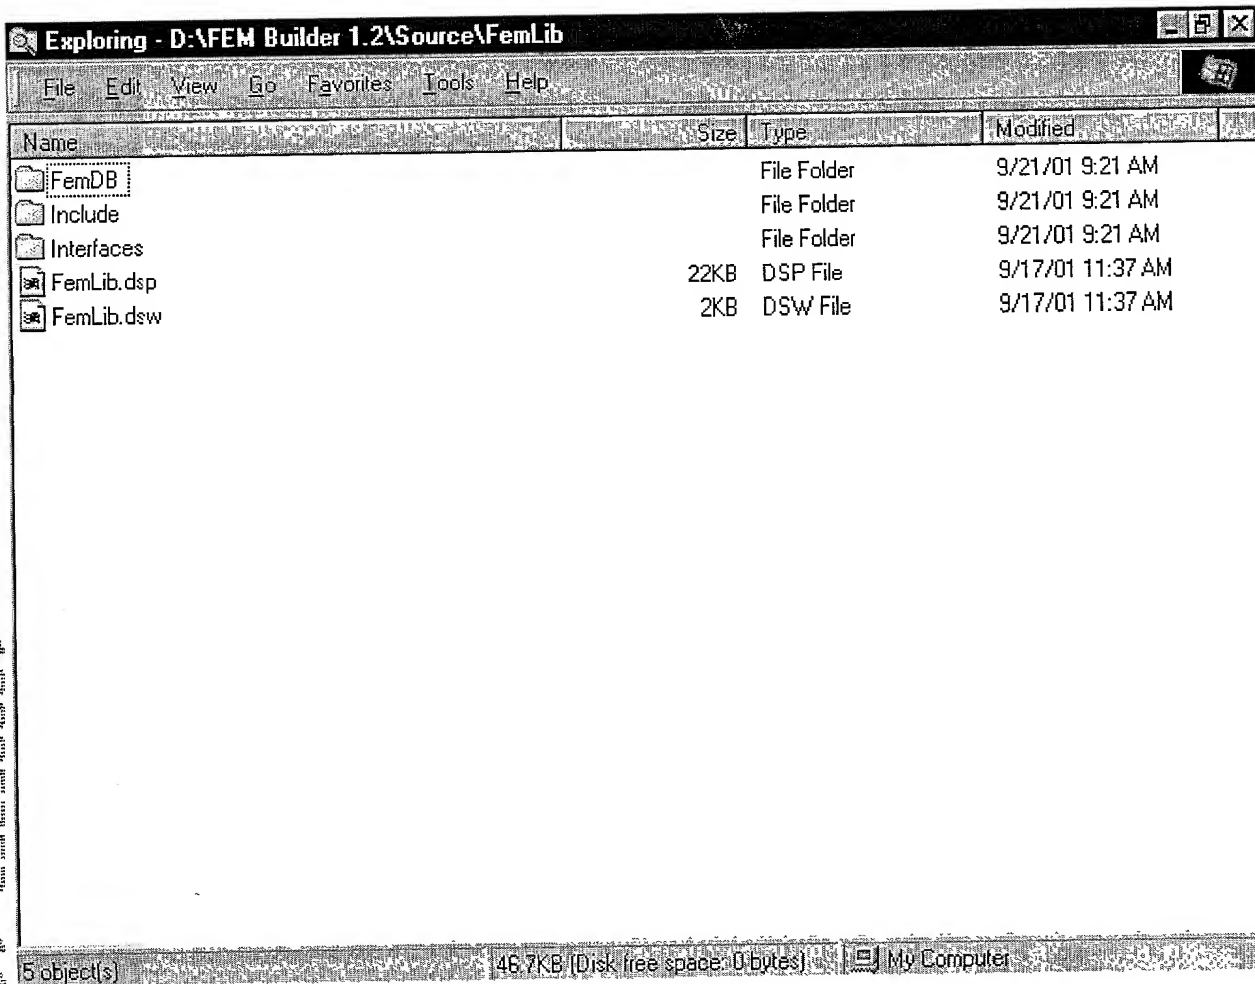 Exploring - D:\FEM Builder 1.2\Source\FemLib
File Edit View Go Favorites Tools Help
Name Size Type Modified
FemDB File Folder 9/21/01 9:21 AM
Include File Folder 9/21/01 9:21 AM
Interfaces File Folder 9/21/01 9:21 AM
FemLib.dsp 22KB DSP File 9/17/01 11:37 AM
FemLib.dsw 2KB DSW File 9/17/01 11:37 AM
5 object(s) 46.7KB (Disk free space: 0 bytes) My Computer